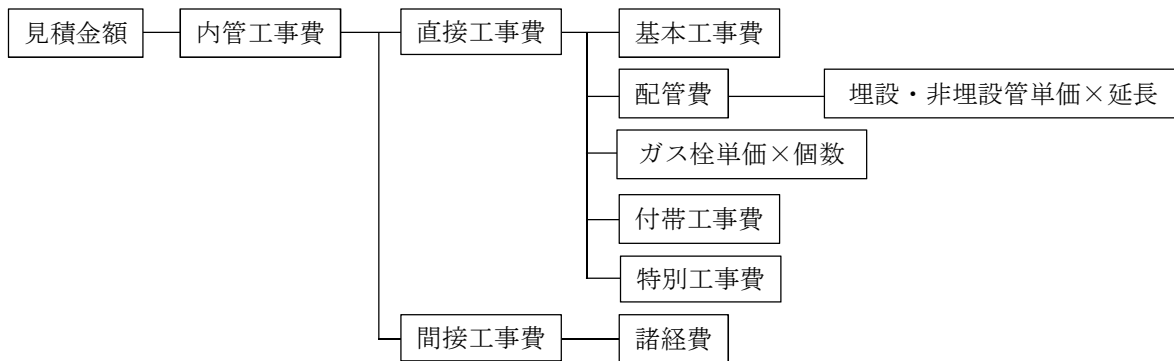 見積金額
内管工事費
直接工事費
基本工事費
配管費
埋設・非埋設管単価×延長
ガス栓単価×個数
付帯工事費
特別工事費
間接工事費
諸経費